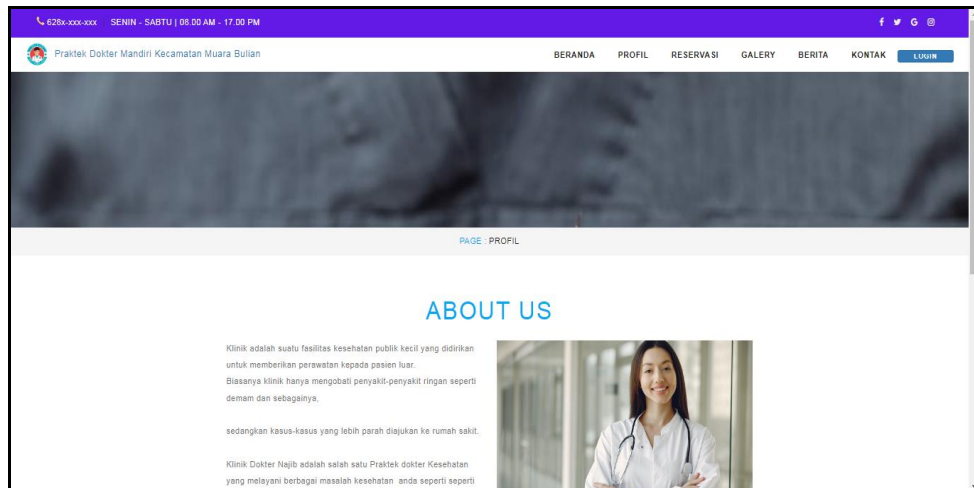 628x-xxx-xxx SENIN - SABTU | 08.00 AM - 17.00 PM
Praktek Dokter Mandiri Kecamatan Muara Bulian
BERANDA PROFIL RESERVASI GALERY BERITA KONTAK LOGIN
PAGE : PROFIL
ABOUT US
Klinik adalah suatu fasilitas kesehatan publik kecil yang didirikan
untuk memberikan perawatan kepada pasien luar.
Biasanya klinik hanya mengobati penyakit-penyakit ringan seperti
demam dan sebagainya,
sedangkan kasus-kasus yang lebih parah diajukan ke rumah sakit.
Klinik Dokter Najib adalah salah satu Praktek dokter Kesehatan
yang melayani berbagai masalah kesehatan anda seperti seperti